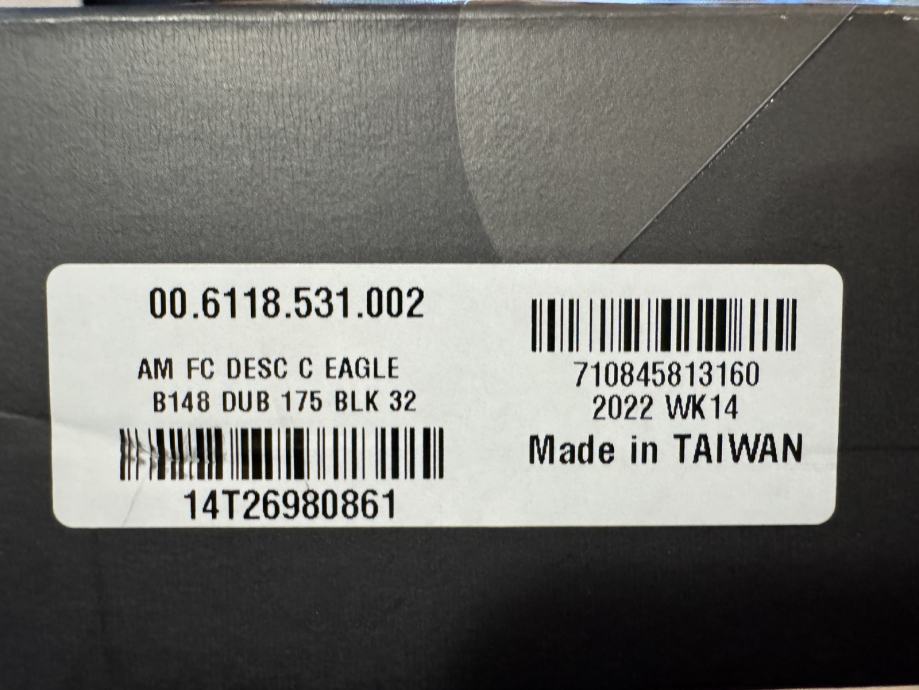 00.6118.531.002
AM FC DESC C EAGLE
B148 DUB 175 BLK 32
14T26980861
710845813160
2022 WK14
Made in TAIWAN